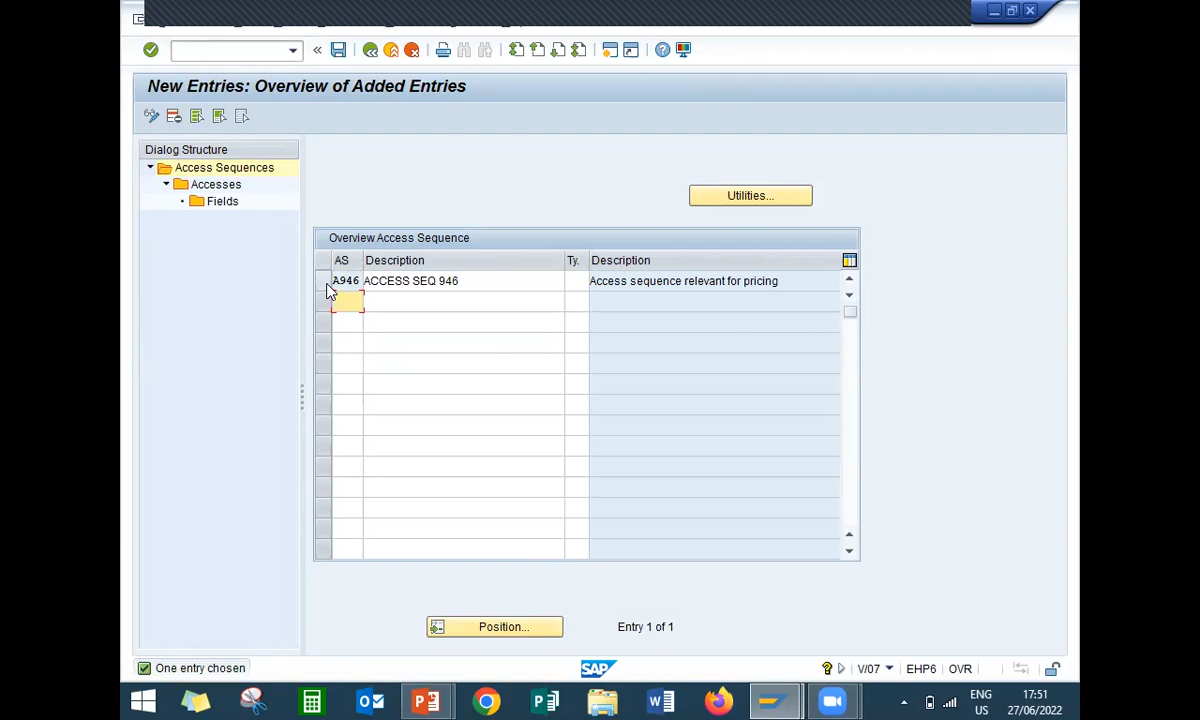 New Entries: Overview of Added Entries
Dialog Structure
Access Sequences
Accesses
Fields
Utilities...
Overview Access Sequence
AS Description Ty. Description
A946 ACCESS SEQ 946 Access sequence relevant for pricing
Position... Entry 1 of 1
One entry chosen SAP V/07 EHP6 OVR
ENG 17:51
US 27/06/2022